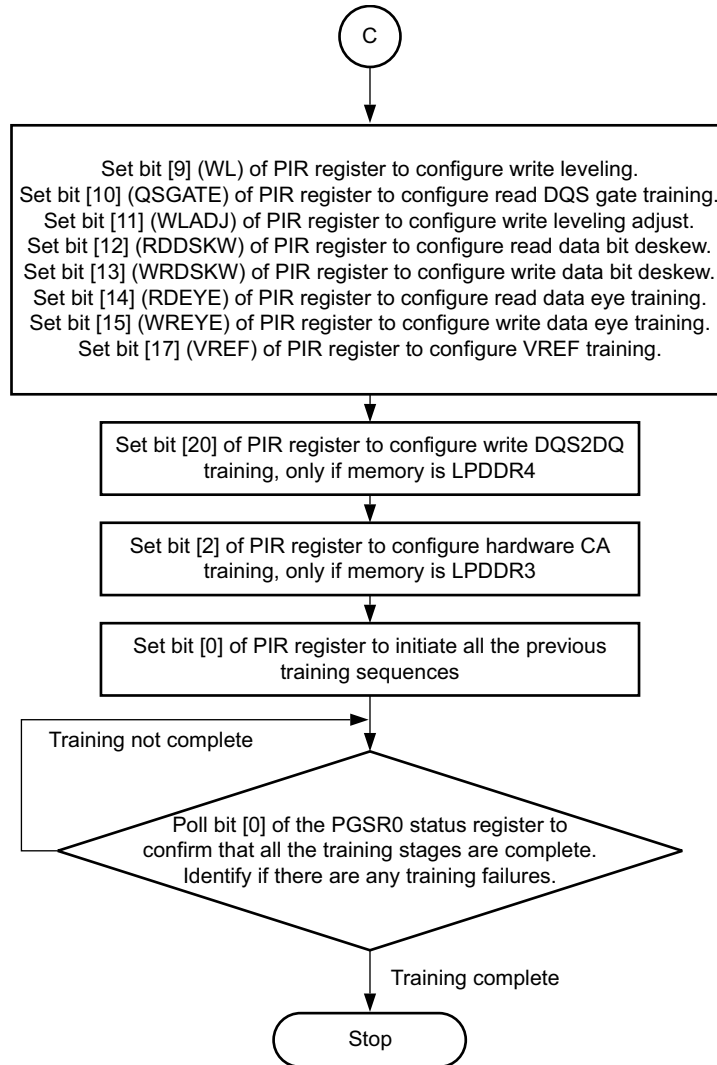 C
Set bit [9] (WL) of PIR register to configure write leveling.
Set bit [10] (QSGATE) of PIR register to configure read DQS gate training.
Set bit [11] (WLADJ) of PIR register to configure write leveling adjust.
Set bit [12] (RDDSKW) of PIR register to configure read data bit deskew.
Set bit [13] (WRDSKW) of PIR register to configure write data bit deskew.
Set bit [14] (RDEYE) of PIR register to configure read data eye training.
Set bit [15] (WREYE) of PIR register to configure write data eye training.
Set bit [17] (VREF) of PIR register to configure VREF training.
Set bit [20] of PIR register to configure write DQS2DQ
training, only if memory is LPDDR4
Set bit [2] of PIR register to configure hardware CA
training, only if memory is LPDDR3
Set bit [0] of PIR register to initiate all the previous
training sequences
Training not complete
Poll bit [0] of the PGSR0 status register to
confirm that all the training stages are complete.
Identify if there are any training failures.
Training complete
Stop